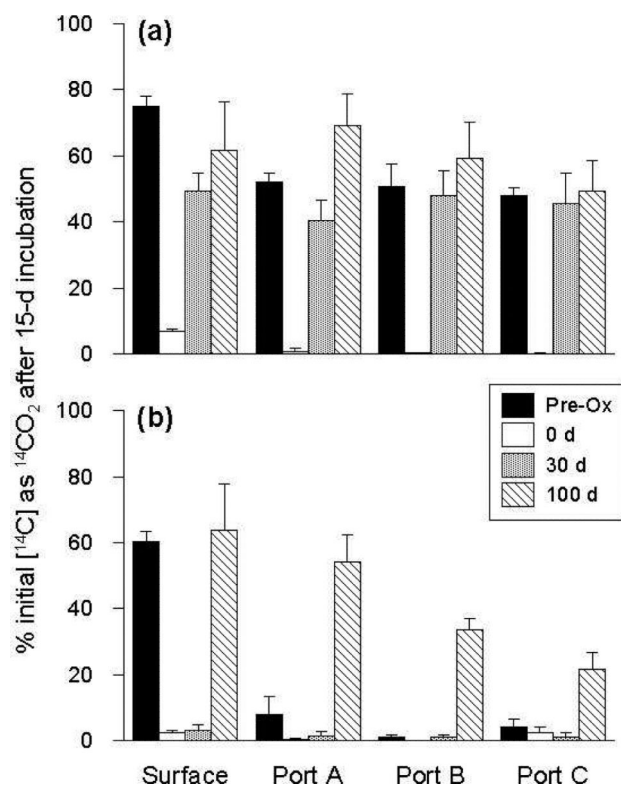 % initial [¹⁴C] as ¹⁴CO₂ after 15-d incubation
(a)
100
80
60
40
20
0
(b)
100
80
60
40
20
0
Pre-Ox
0 d
30 d
100 d
Surface Port A Port B Port C